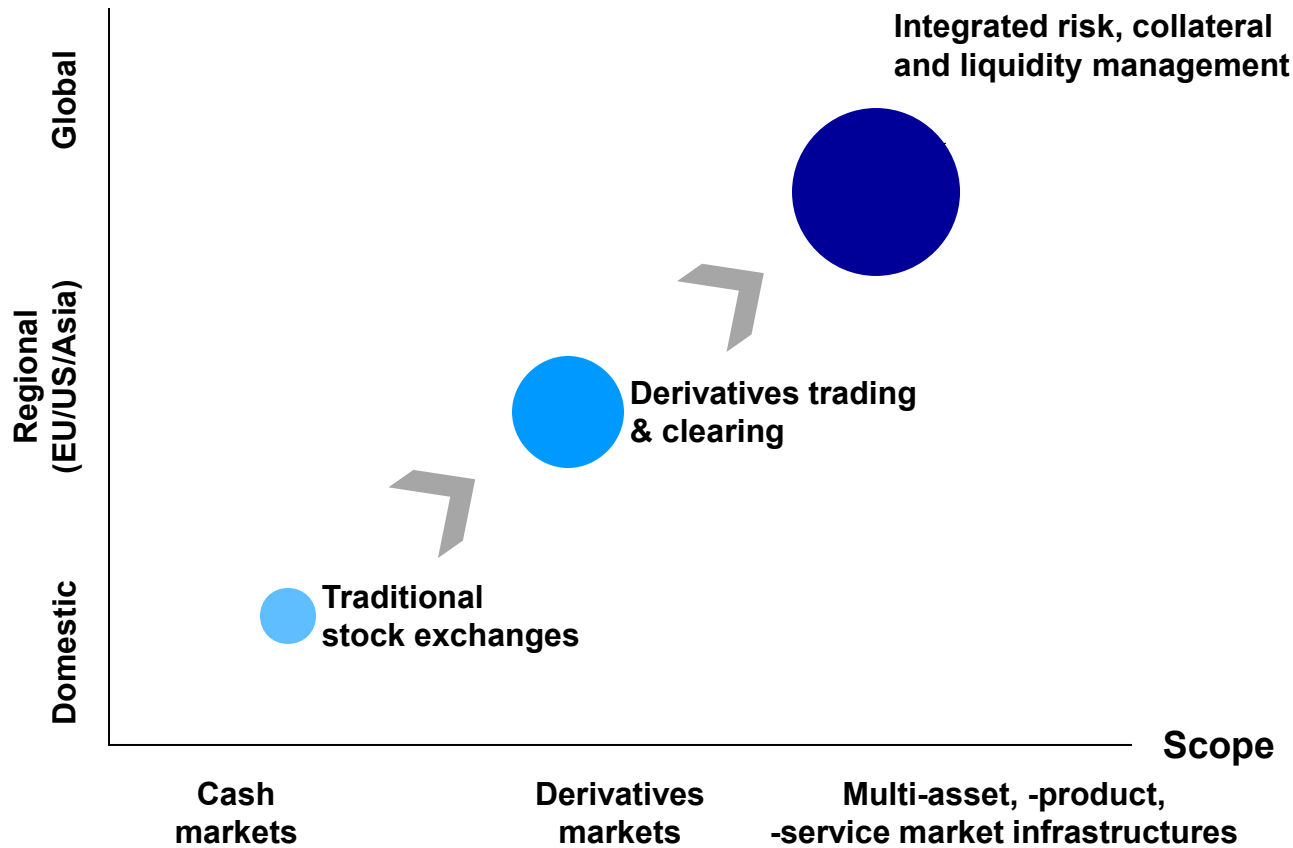 Integrated risk, collateral
and liquidity management
Global
Regional
(EU/US/Asia)
Derivatives trading
& clearing
Traditional
stock exchanges
Domestic
Scope
Cash
markets
Derivatives
markets
Multi-asset, -product,
-service market infrastructures